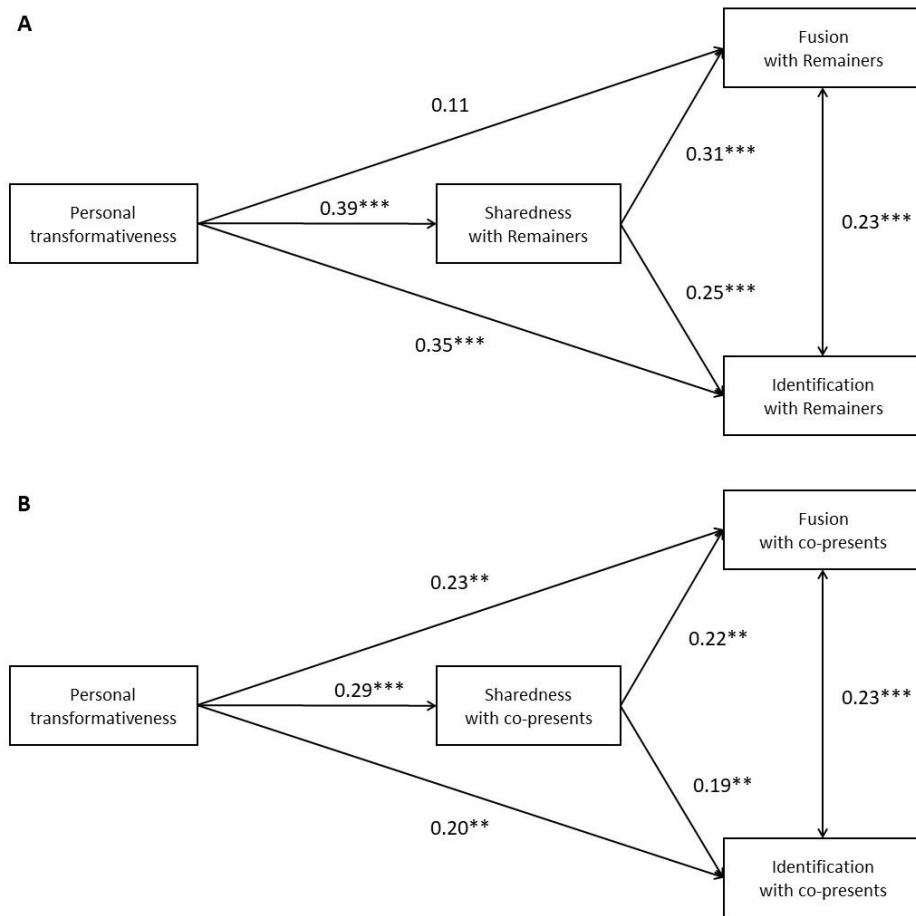 A
Fusion
with Remainers
0.11
0.31***
Personal
transformativeness
0.39***
Sharedness
with Remainers
0.23***
0.25***
0.35***
Identification
with Remainers
B
Fusion
with co-presents
0.23**
0.22**
Personal
transformativeness
0.29***
Sharedness
with co-presents
0.23***
0.19**
0.20**
Identification
with co-presents